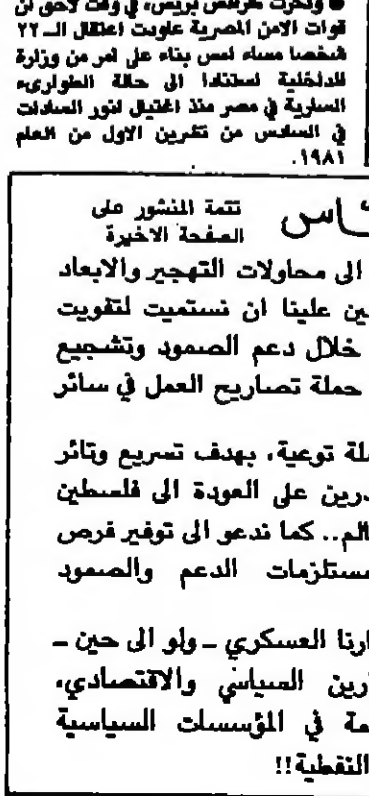 ● وذكرت فرانس بريس، في وقت لاحق ان
قوات الامن المصرية عاودت اعتقال الـ ٢٢
شخصا مساء امس بناء على امر من وزارة
الداخلية استنادا الى حالة الطوارىء
السارية في مصر منذ اغتيال انور السادات
في السادس من تشرين الاول من العام
١٩٨١.
ـاس
تتمة المنشور على
الصفحة الاخيرة
الى محاولات التهجير والابعاد
ين علينا ان نستميت لتفويت
خلال دعم الصمود وتشجيع
حملة تصاريح العمل في سائر
لة توعية، بهدف تسريع وتائر
درين على العودة الى فلسطين
الم.. كما ندعو الى توفير فرص
مستلزمات الدعم والصمود
ارنا العسكري ـ ولو الى حين ـ
ارين السياسي والاقتصادي،
مة في المؤسسات السياسية
النفطية!!